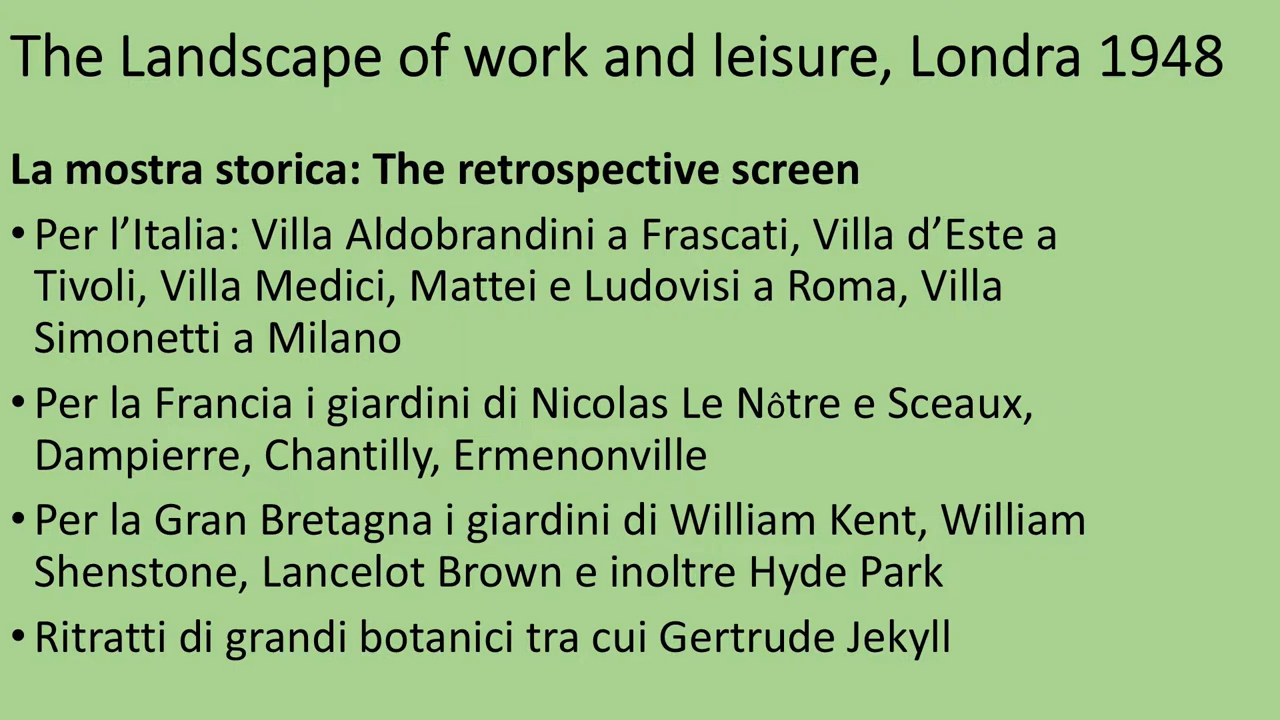 The Landscape of work and leisure, Londra 1948
La mostra storica: The retrospective screen
• Per l’Italia: Villa Aldobrandini a Frascati, Villa d’Este a
Tivoli, Villa Medici, Mattei e Ludovisi a Roma, Villa
Simonetti a Milano
• Per la Francia i giardini di Nicolas Le Nôtre e Sceaux,
Dampierre, Chantilly, Ermenonville
• Per la Gran Bretagna i giardini di William Kent, William
Shenstone, Lancelot Brown e inoltre Hyde Park
• Ritratti di grandi botanici tra cui Gertrude Jekyll